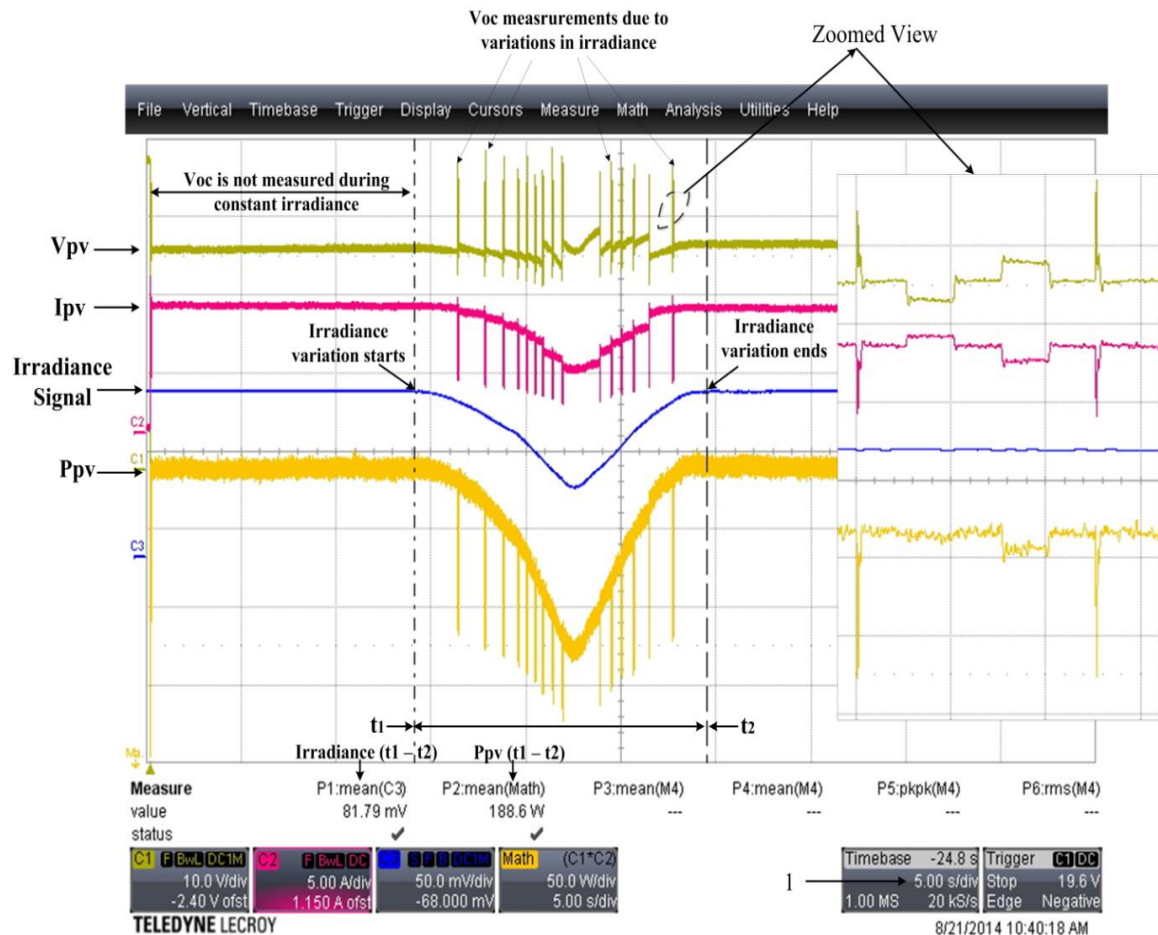 Voc measrurements due to
variations in irradiance
Zoomed View
File Vertical Timebase Trigger Display Cursors Measure Math Analysis Utilities Help
Voc is not measured during
constant irradiance
Vpv
Ipv
Irradiance
variation starts
Irradiance
variation ends
Irradiance
Signal
C2
C1
Ppv
C3
t1
t2
Irradiance (t1 – t2)
Ppv (t1 – t2)
Measure P1:mean(C3) P2:mean(Math) P3:mean(M4) P4:mean(M4) P5:pkpk(M4) P6:rms(M4)
value 81.79 mV 188.6 W --- --- --- ---
status
C1 F BwL DC1M
10.0 V/div
-2.40 V ofst
C2 F BwL DC
5.00 A/div
1.150 A ofst
C3 S F B DC1M
50.0 mV/div
-68.000 mV
Math (C1*C2)
50.0 W/div
5.00 s/div
1
Timebase -24.8 s
5.00 s/div
1.00 MS 20 kS/s
Trigger C1 DC
Stop 19.6 V
Edge Negative
TELEDYNE LECROY
8/21/2014 10:40:18 AM